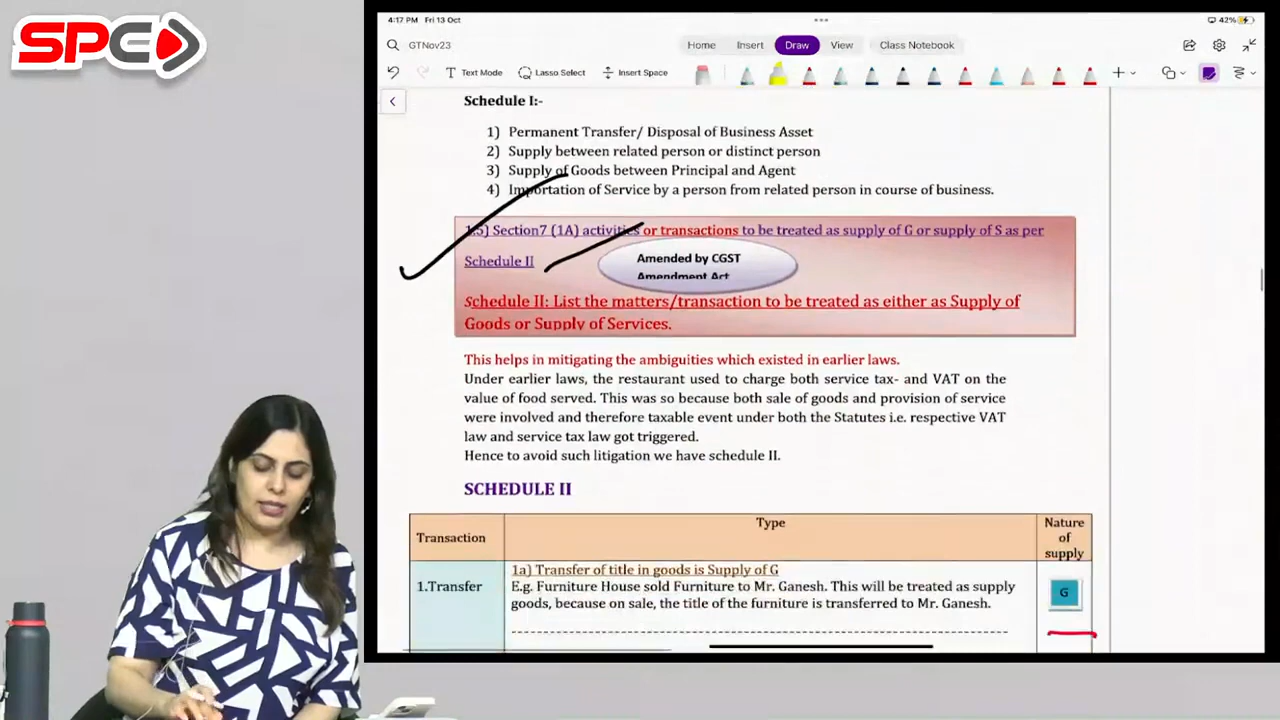 SPC
4:17 PM Fri 13 Oct
42%
GTNov23
Home Insert Draw View Class Notebook
Text Mode Lasso Select Insert Space
Schedule I:-
1) Permanent Transfer/ Disposal of Business Asset
2) Supply between related person or distinct person
3) Supply of Goods between Principal and Agent
4) Importation of Service by a person from related person in course of business.
1.5) Section7 (1A) activities or transactions to be treated as supply of G or supply of S as per
Schedule II
Amended by CGST
Amendment Act
Schedule II: List the matters/transaction to be treated as either as Supply of
Goods or Supply of Services.
This helps in mitigating the ambiguities which existed in earlier laws.
Under earlier laws, the restaurant used to charge both service tax- and VAT on the
value of food served. This was so because both sale of goods and provision of service
were involved and therefore taxable event under both the Statutes i.e. respective VAT
law and service tax law got triggered.
Hence to avoid such litigation we have schedule II.
SCHEDULE II
Transaction Type Nature
of
supply
1.Transfer
1a) Transfer of title in goods is Supply of G
E.g. Furniture House sold Furniture to Mr. Ganesh. This will be treated as supply
goods, because on sale, the title of the furniture is transferred to Mr. Ganesh.
G